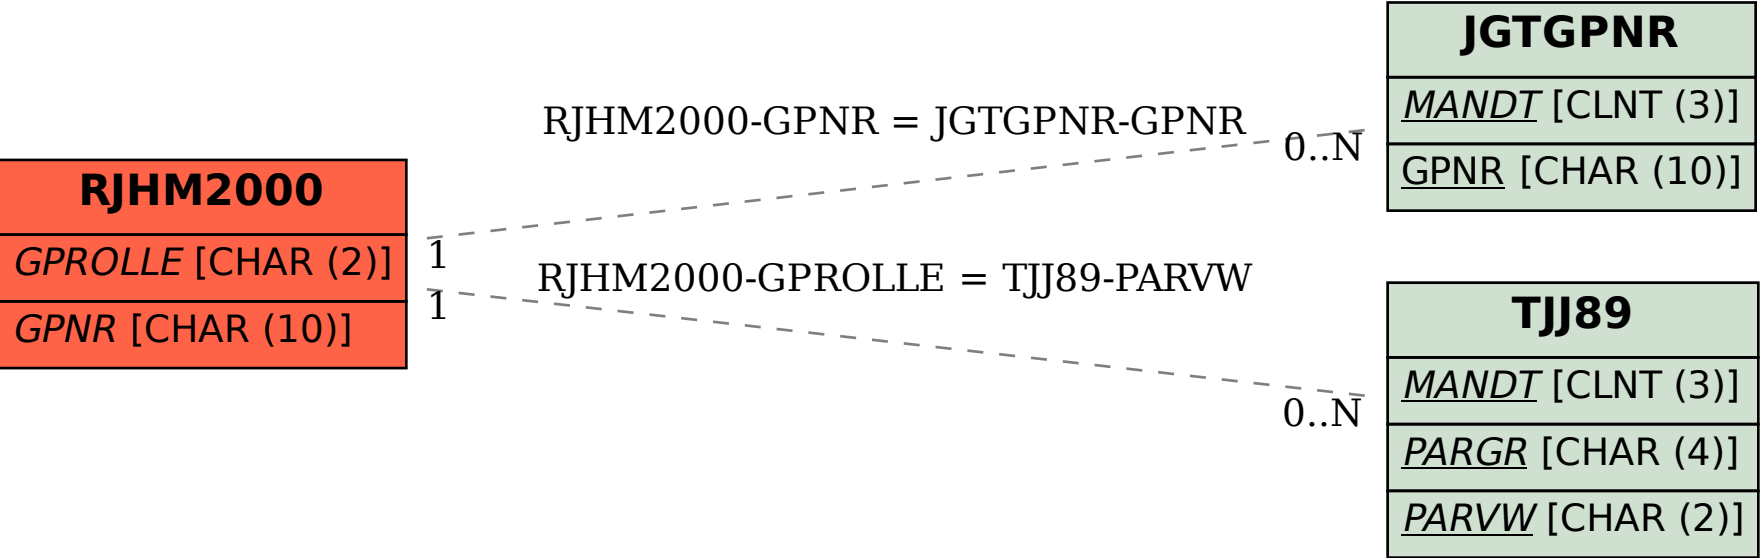 RJHM2000
GPROLLE [CHAR (2)]
GPNR [CHAR (10)]
RJHM2000-GPNR = JGTGPNR-GPNR
1
0..N
RJHM2000-GPROLLE = TJJ89-PARVW
1
0..N
JGTGPNR
MANDT [CLNT (3)]
GPNR [CHAR (10)]
TJJ89
MANDT [CLNT (3)]
PARGR [CHAR (4)]
PARVW [CHAR (2)]